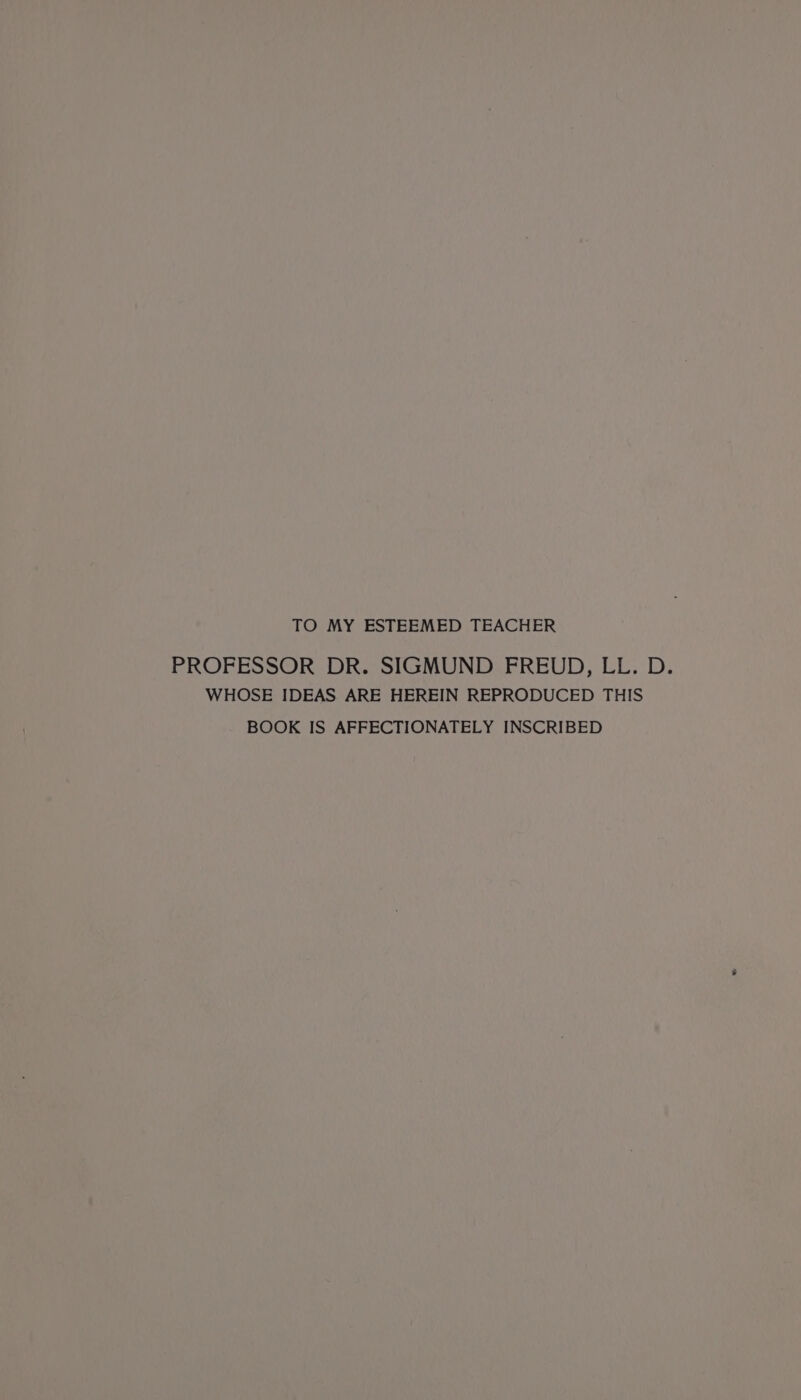 TO MY ESTEEMED TEACHER
PROFESSOR DR. SIGMUND FREUD, LL. D.
WHOSE IDEAS ARE HEREIN REPRODUCED THIS
BOOK IS AFFECTIONATELY INSCRIBED